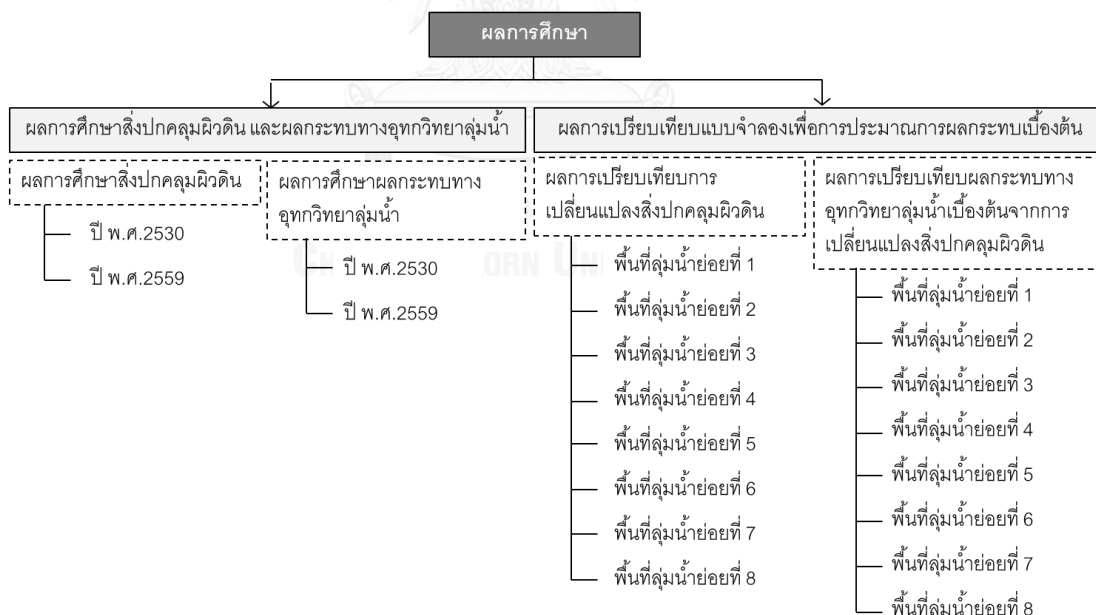 ผลการศึกษา
ผลการศึกษาสิ่งปกคลุมผิวดิน และผลกระทบทางอุทกวิทยาลุ่มน้ำ
ผลการศึกษาสิ่งปกคลุมผิวดิน
ปี พ.ศ.2530
ปี พ.ศ.2559
ผลการศึกษาผลกระทบทาง
อุทกวิทยาลุ่มน้ำ
ปี พ.ศ.2530
ปี พ.ศ.2559
ผลการเปรียบเทียบแบบจำลองเพื่อการประมาณการผลกระทบเบื้องต้น
ผลการเปรียบเทียบการ
เปลี่ยนแปลงสิ่งปกคลุมผิวดิน
พื้นที่ลุ่มน้ำย่อยที่ 1
พื้นที่ลุ่มน้ำย่อยที่ 2
พื้นที่ลุ่มน้ำย่อยที่ 3
พื้นที่ลุ่มน้ำย่อยที่ 4
พื้นที่ลุ่มน้ำย่อยที่ 5
พื้นที่ลุ่มน้ำย่อยที่ 6
พื้นที่ลุ่มน้ำย่อยที่ 7
พื้นที่ลุ่มน้ำย่อยที่ 8
ผลการเปรียบเทียบผลกระทบทาง
อุทกวิทยาลุ่มน้ำเบื้องต้นจากการ
เปลี่ยนแปลงสิ่งปกคลุมผิวดิน
พื้นที่ลุ่มน้ำย่อยที่ 1
พื้นที่ลุ่มน้ำย่อยที่ 2
พื้นที่ลุ่มน้ำย่อยที่ 3
พื้นที่ลุ่มน้ำย่อยที่ 4
พื้นที่ลุ่มน้ำย่อยที่ 5
พื้นที่ลุ่มน้ำย่อยที่ 6
พื้นที่ลุ่มน้ำย่อยที่ 7
พื้นที่ลุ่มน้ำย่อยที่ 8